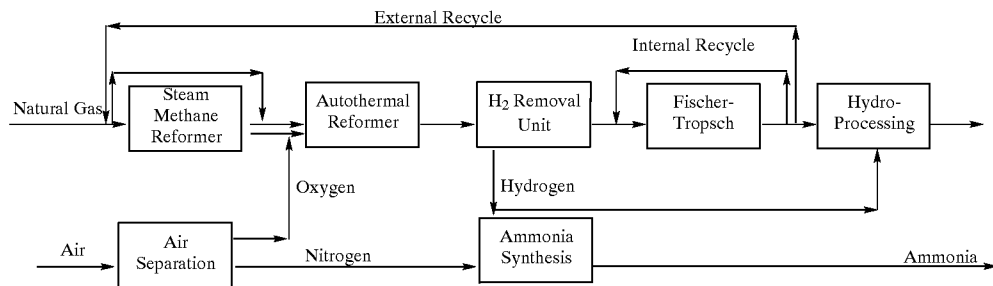 External Recycle
Internal Recycle
Natural Gas
Steam
Methane
Reformer
Autothermal
Reformer
H₂ Removal
Unit
Fischer-
Tropsch
Hydro-
Processing
Oxygen
Hydrogen
Air
Air
Separation
Nitrogen
Ammonia
Synthesis
Ammonia